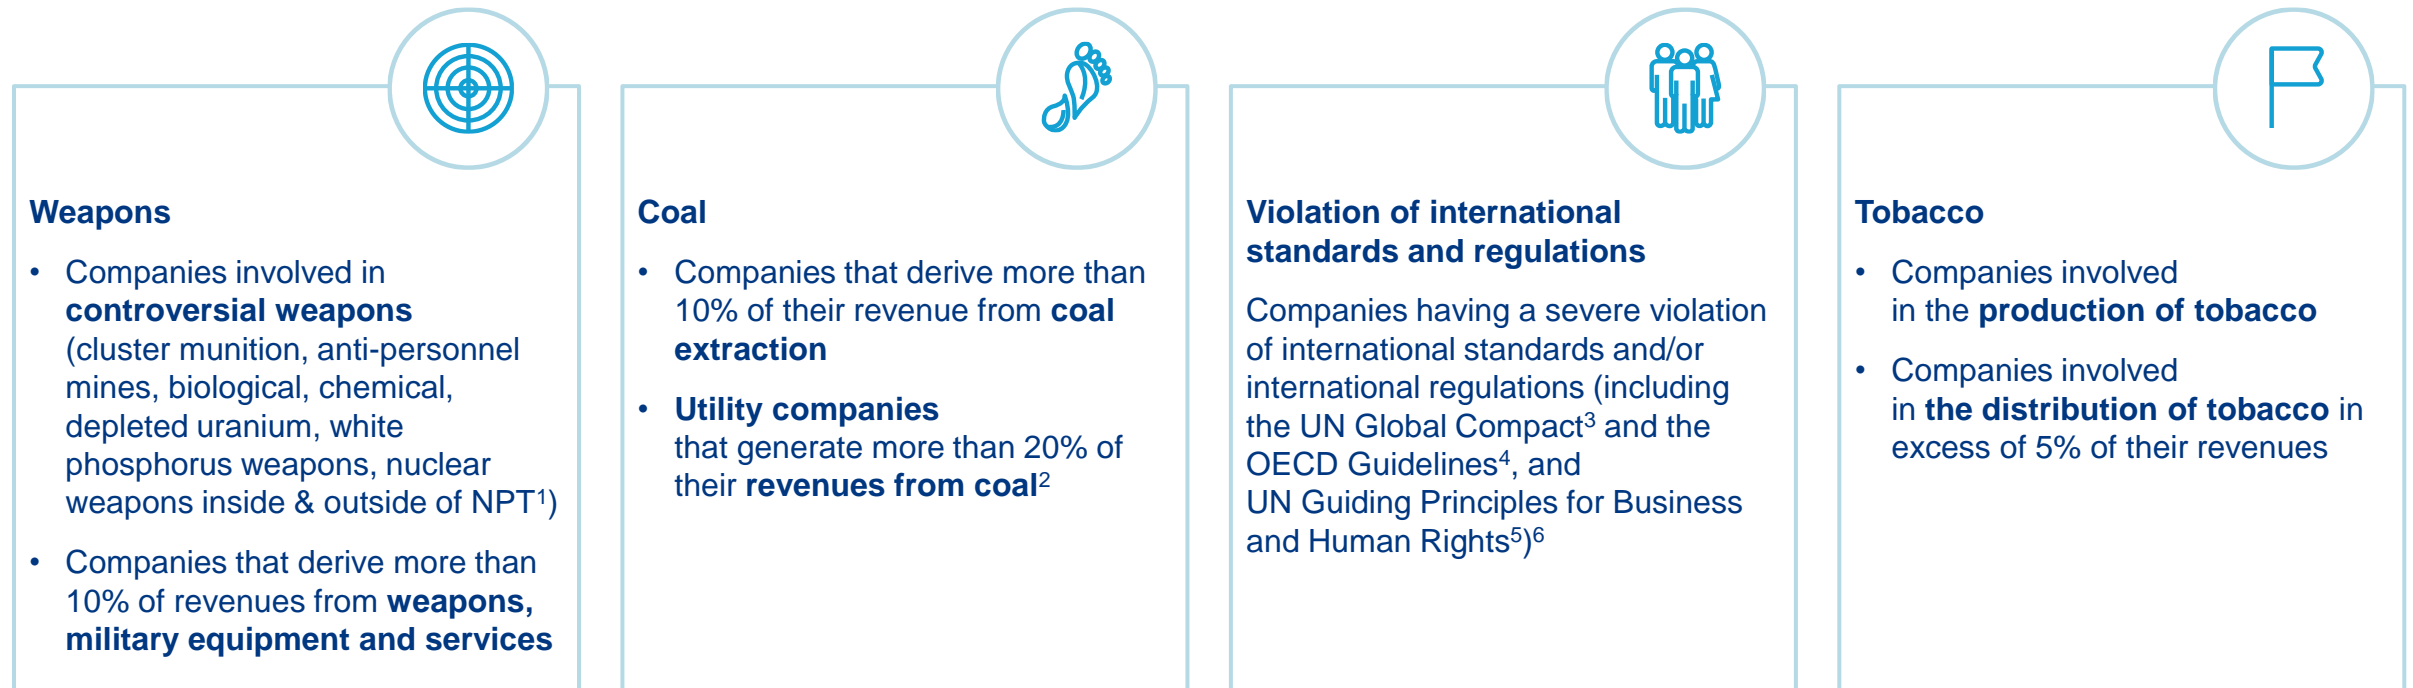 Weapons
• Companies involved in
controversial weapons
(cluster munition, anti-personnel
mines, biological, chemical,
depleted uranium, white
phosphorus weapons, nuclear
weapons inside & outside of NPT¹)
• Companies that derive more than
10% of revenues from weapons,
military equipment and services
Coal
• Companies that derive more than
10% of their revenue from coal
extraction
• Utility companies
that generate more than 20% of
their revenues from coal²
Violation of international
standards and regulations
Companies having a severe violation
of international standards and/or
international regulations (including
the UN Global Compact³ and the
OECD Guidelines⁴, and
UN Guiding Principles for Business
and Human Rights⁵)⁶
Tobacco
• Companies involved
in the production of tobacco
• Companies involved
in the distribution of tobacco in
excess of 5% of their revenues